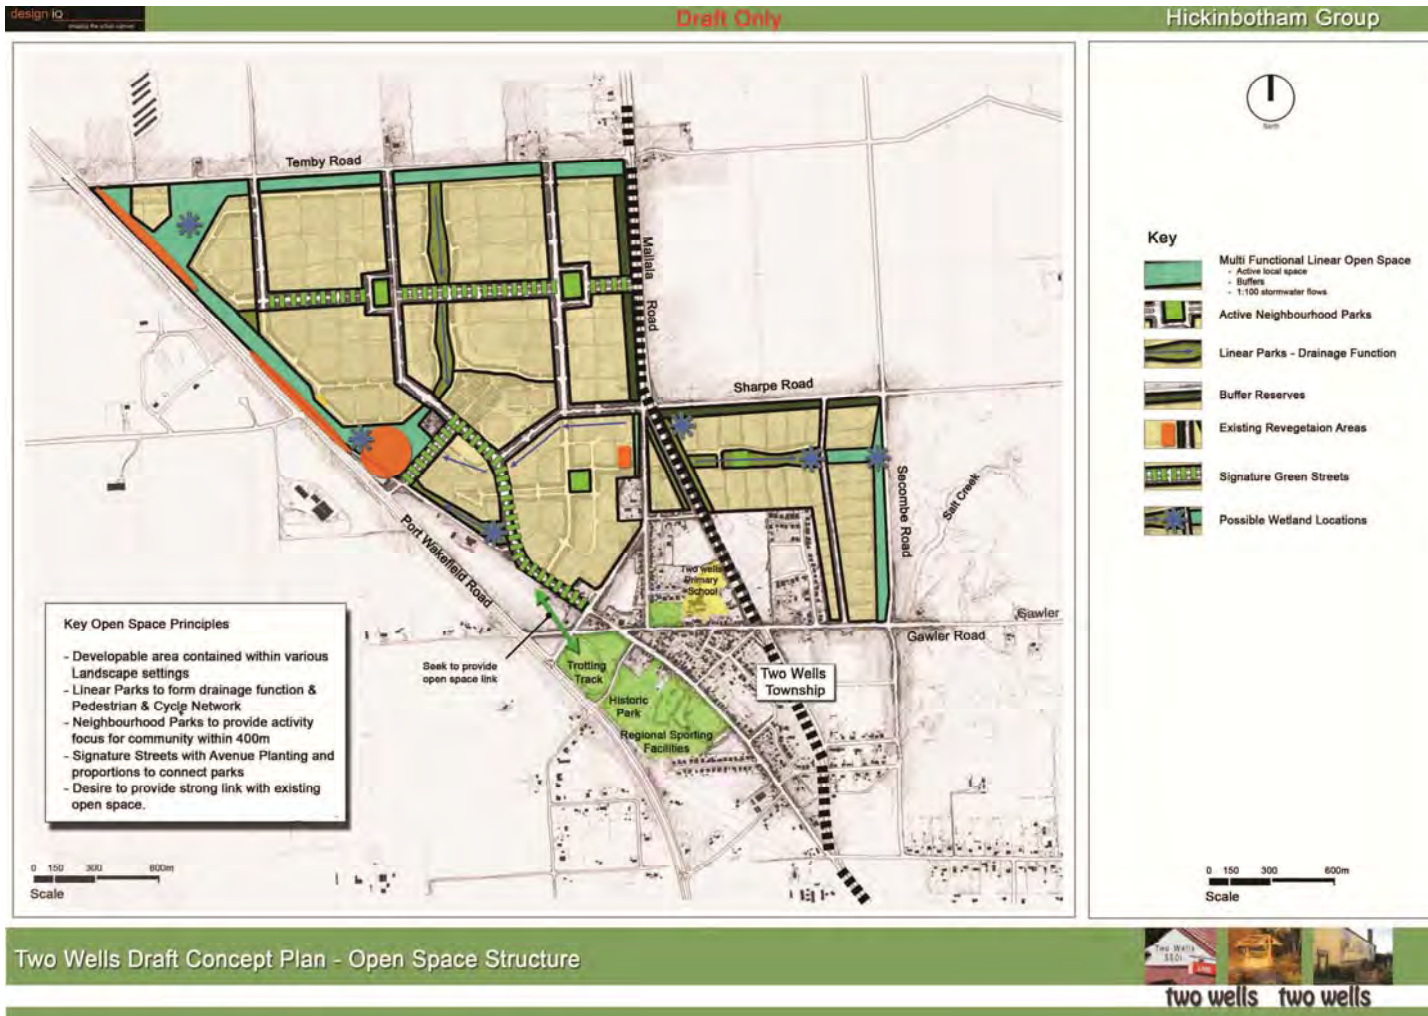 design iQ
Draft Only
Hickinbotham Group
Temby Road
Mallala
Road
Sharpe Road
Secombe Road
Salt Creek
Port Wakefield Road
Two wells
Primary
School
Gawler
Gawler Road
Seek to provide
open space link
Trotting
Track
Historic
Park
Regional Sporting
Facilities
Two Wells
Township
Key Open Space Principles
- Developable area contained within various
Landscape settings
- Linear Parks to form drainage function &
Pedestrian & Cycle Network
- Neighbourhood Parks to provide activity
focus for community within 400m
- Signature Streets with Avenue Planting and
proportions to connect parks
- Desire to provide strong link with existing
open space.
0 150 300 600m
Scale
North
Key
Multi Functional Linear Open Space
- Active local space
- Buffers
- 1:100 stormwater flows
Active Neighbourhood Parks
Linear Parks - Drainage Function
Buffer Reserves
Existing Revegetaion Areas
Signature Green Streets
Possible Wetland Locations
0 150 300 600m
Scale
Two Wells Draft Concept Plan - Open Space Structure
Two Wells
two wells two wells